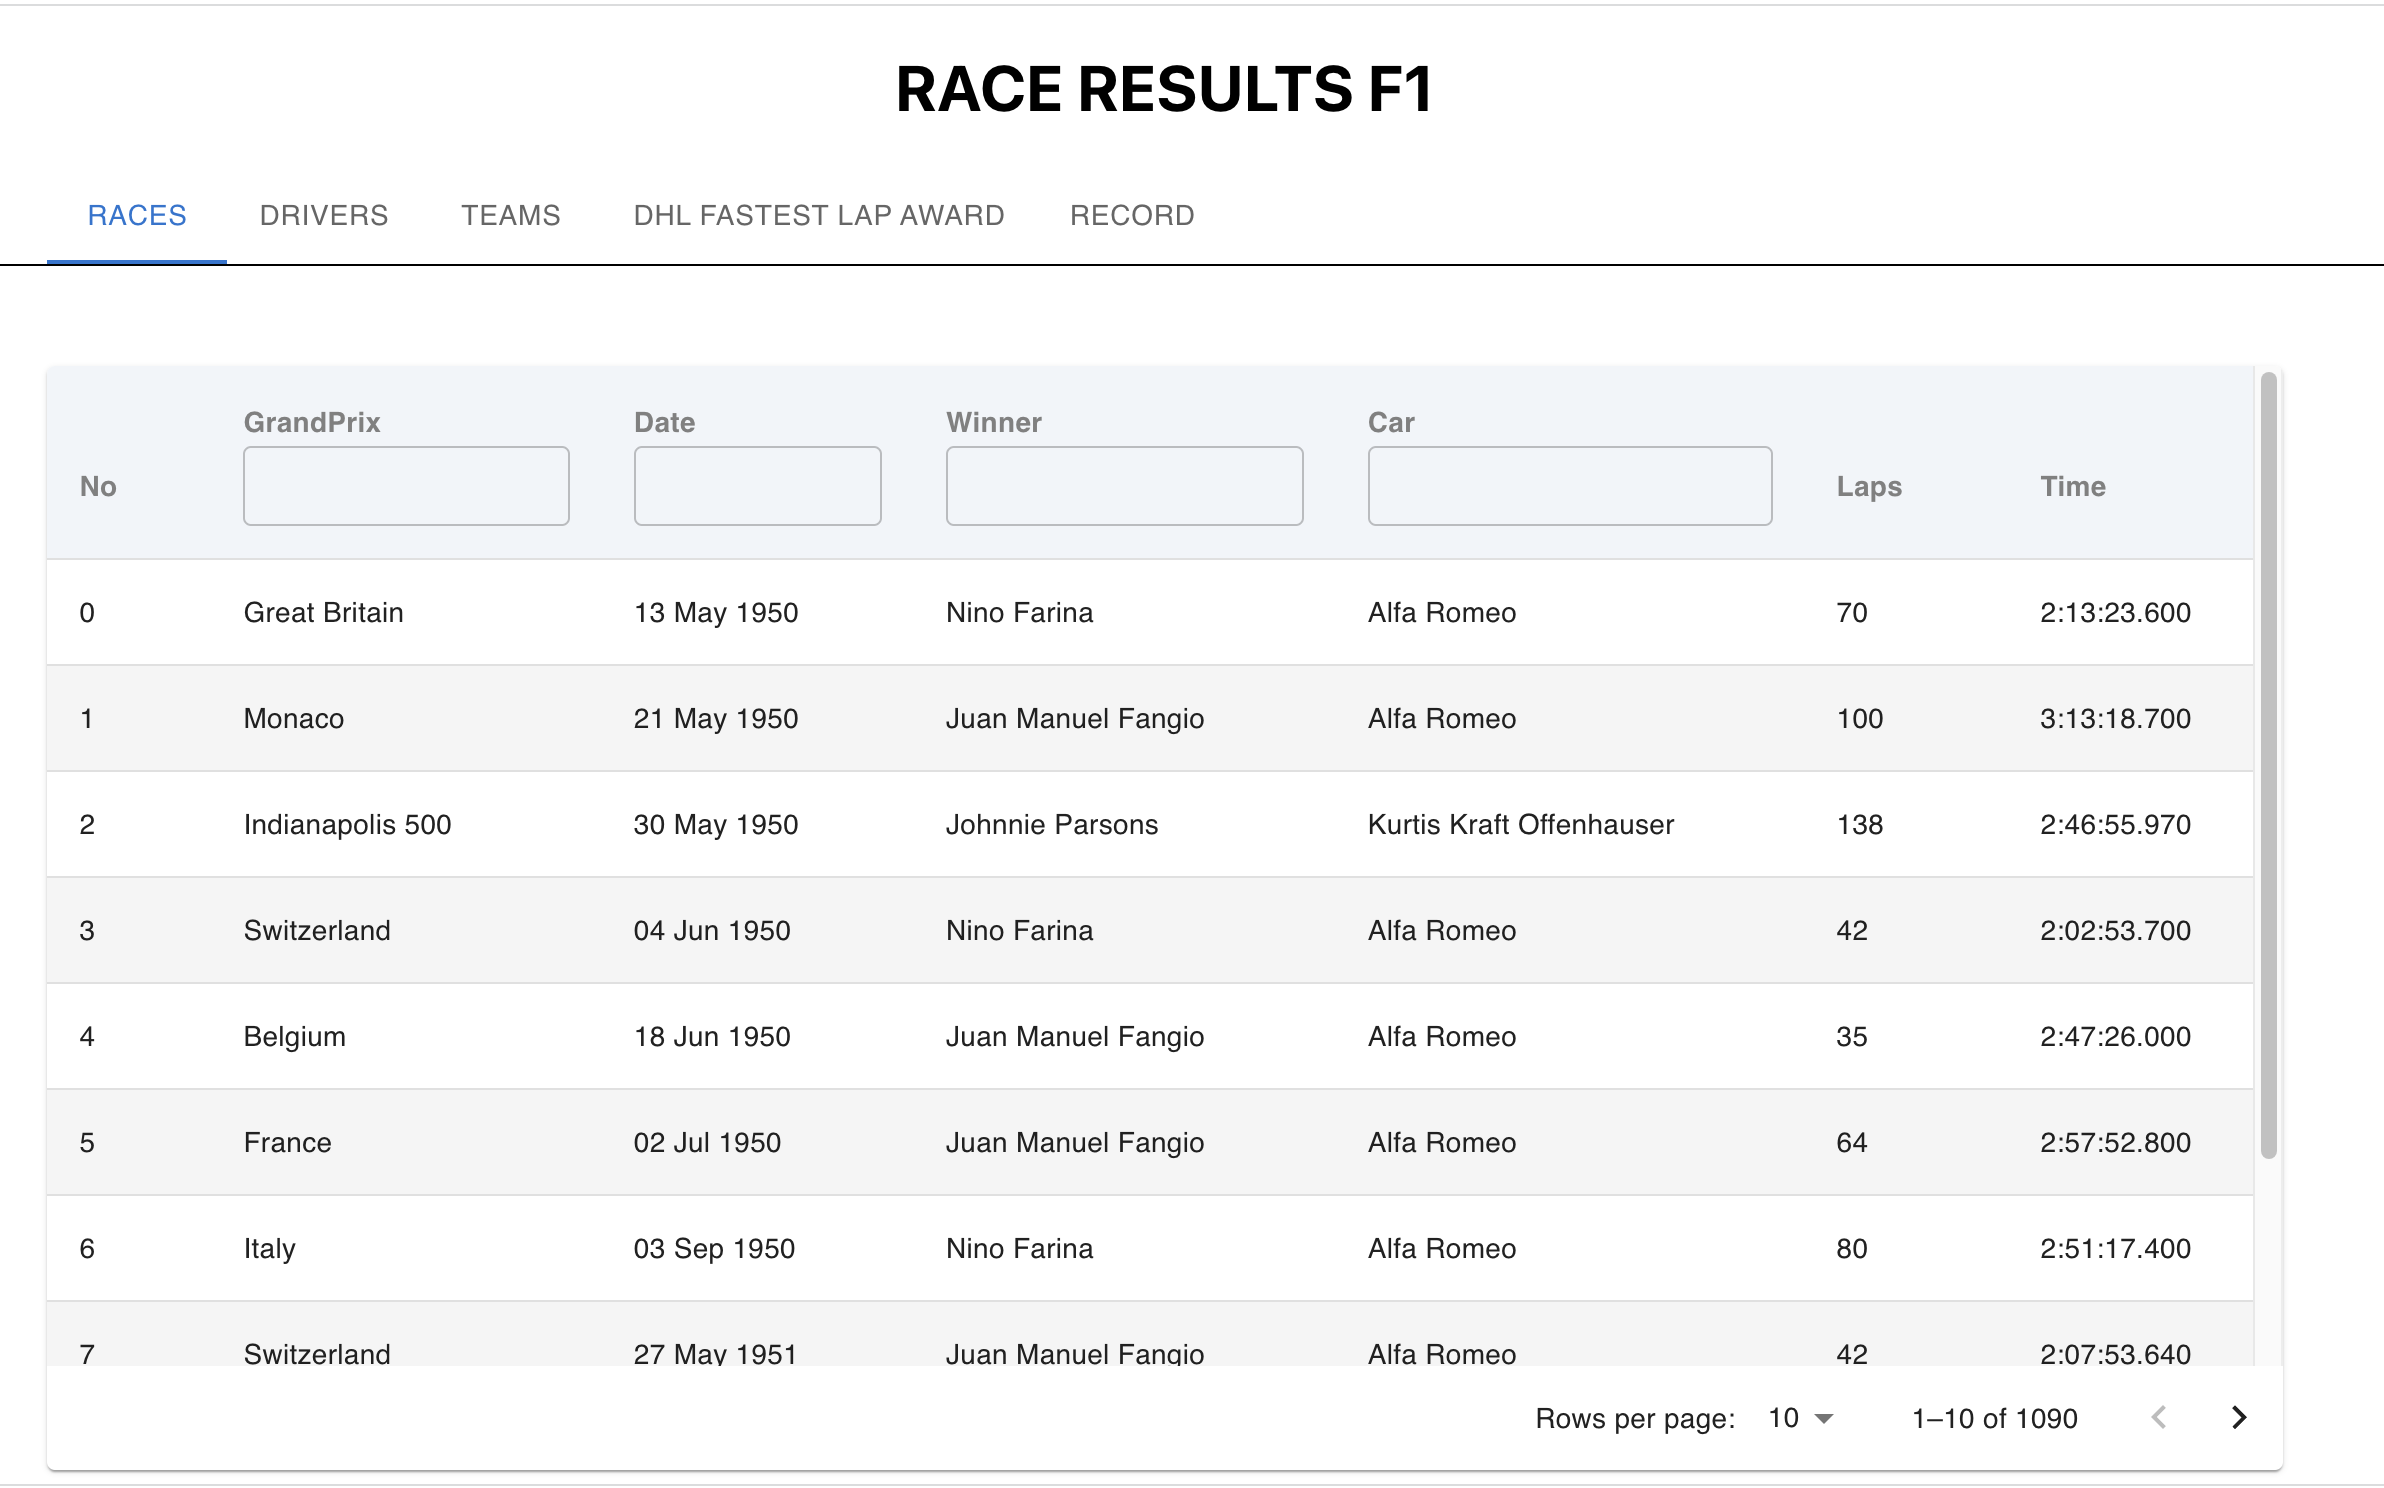 RACE RESULTS F1
RACES DRIVERS TEAMS DHL FASTEST LAP AWARD RECORD
No GrandPrix Date Winner Car Laps Time
0 Great Britain 13 May 1950 Nino Farina Alfa Romeo 70 2:13:23.600
1 Monaco 21 May 1950 Juan Manuel Fangio Alfa Romeo 100 3:13:18.700
2 Indianapolis 500 30 May 1950 Johnnie Parsons Kurtis Kraft Offenhauser 138 2:46:55.970
3 Switzerland 04 Jun 1950 Nino Farina Alfa Romeo 42 2:02:53.700
4 Belgium 18 Jun 1950 Juan Manuel Fangio Alfa Romeo 35 2:47:26.000
5 France 02 Jul 1950 Juan Manuel Fangio Alfa Romeo 64 2:57:52.800
6 Italy 03 Sep 1950 Nino Farina Alfa Romeo 80 2:51:17.400
7 Switzerland 27 May 1951 Juan Manuel Fangio Alfa Romeo 42 2:07:53.640
Rows per page: 10 1–10 of 1090